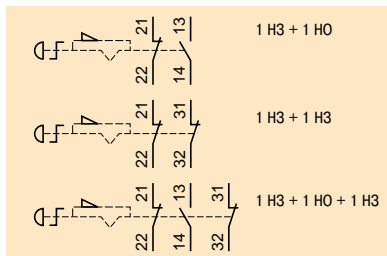 21 13 1 НЗ + 1 НО
22 14
21 31 1 НЗ + 1 НЗ
22 32
21 13 31 1 НЗ + 1 НО + 1 НЗ
22 14 32